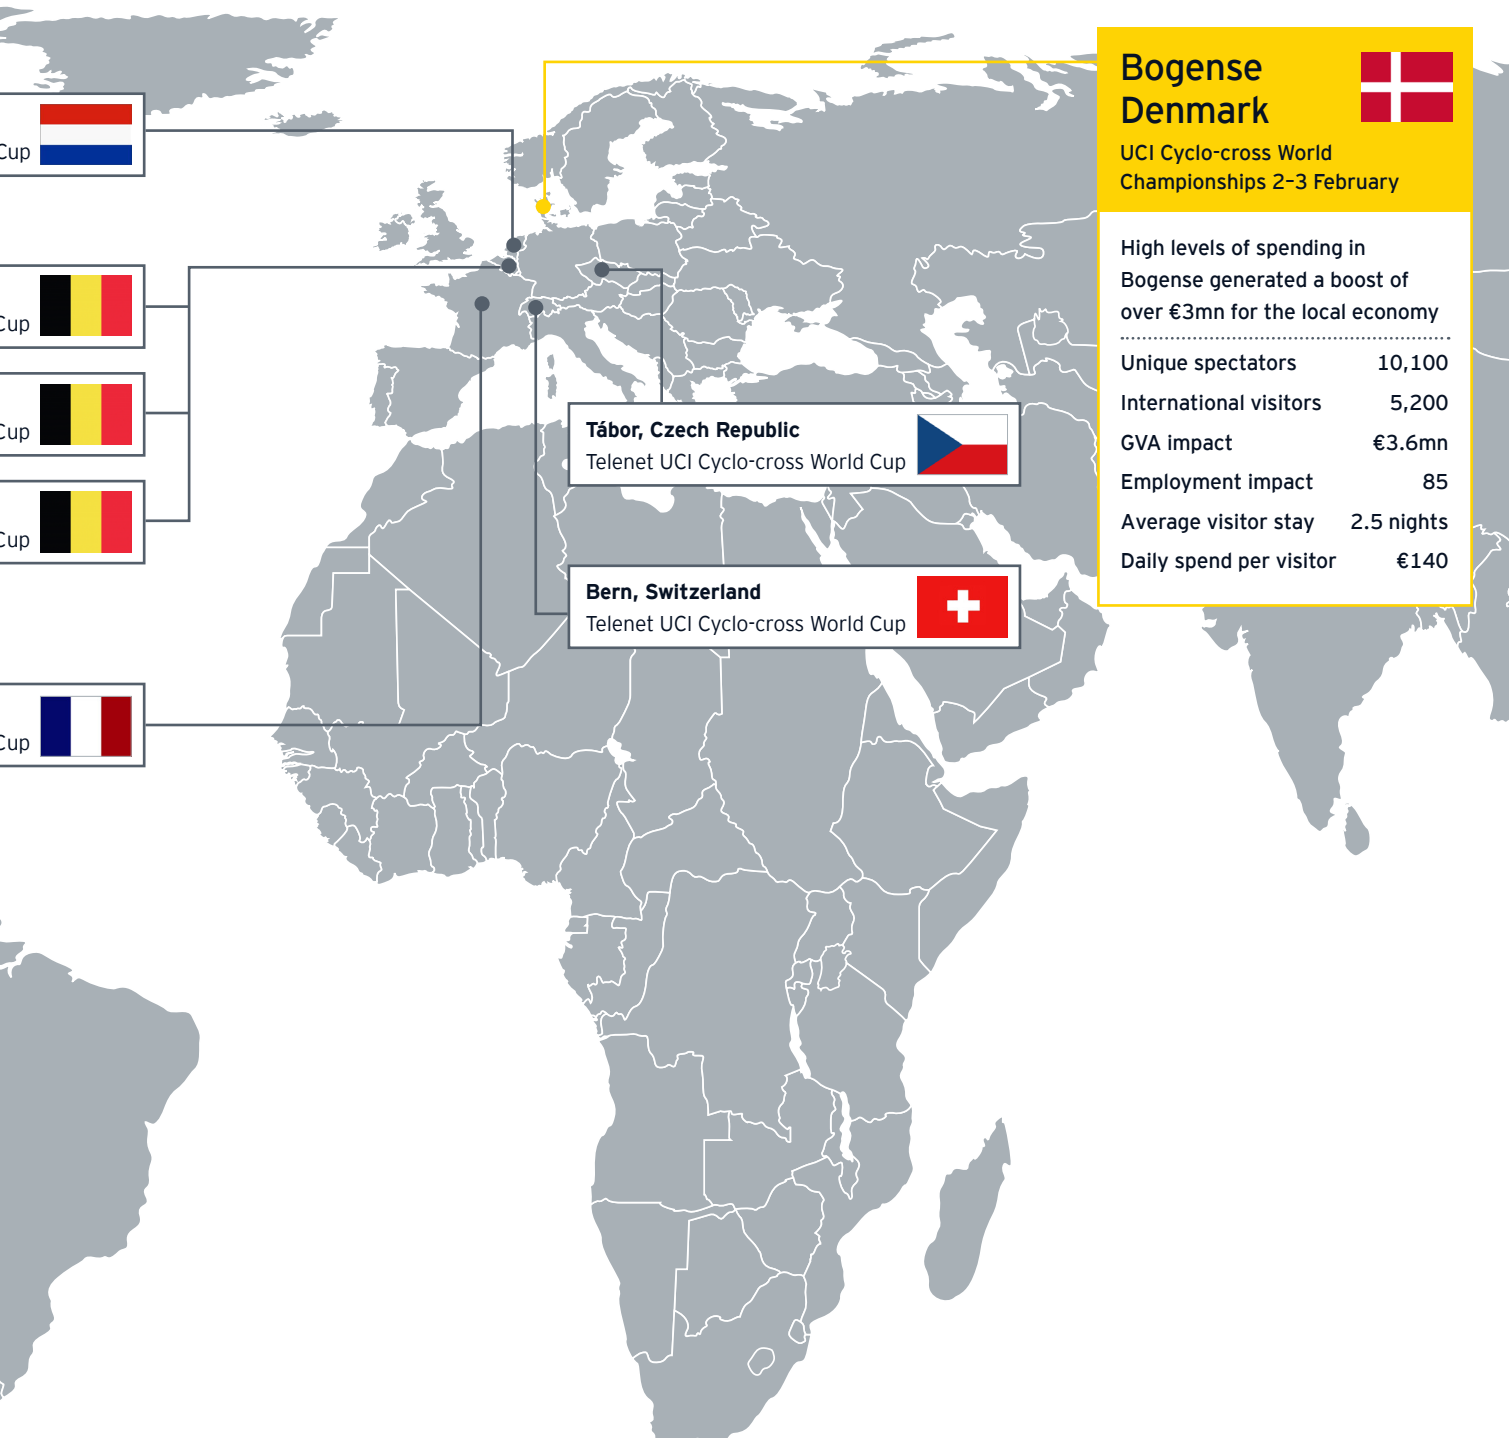 Cup
Cup
Cup
Cup
Cup
Bogense
Denmark
UCI Cyclo-cross World
Championships 2–3 February
High levels of spending in
Bogense generated a boost of
over €3mn for the local economy
Unique spectators 10,100
International visitors 5,200
GVA impact €3.6mn
Employment impact 85
Average visitor stay 2.5 nights
Daily spend per visitor €140
Tábor, Czech Republic
Telenet UCI Cyclo-cross World Cup
Bern, Switzerland
Telenet UCI Cyclo-cross World Cup